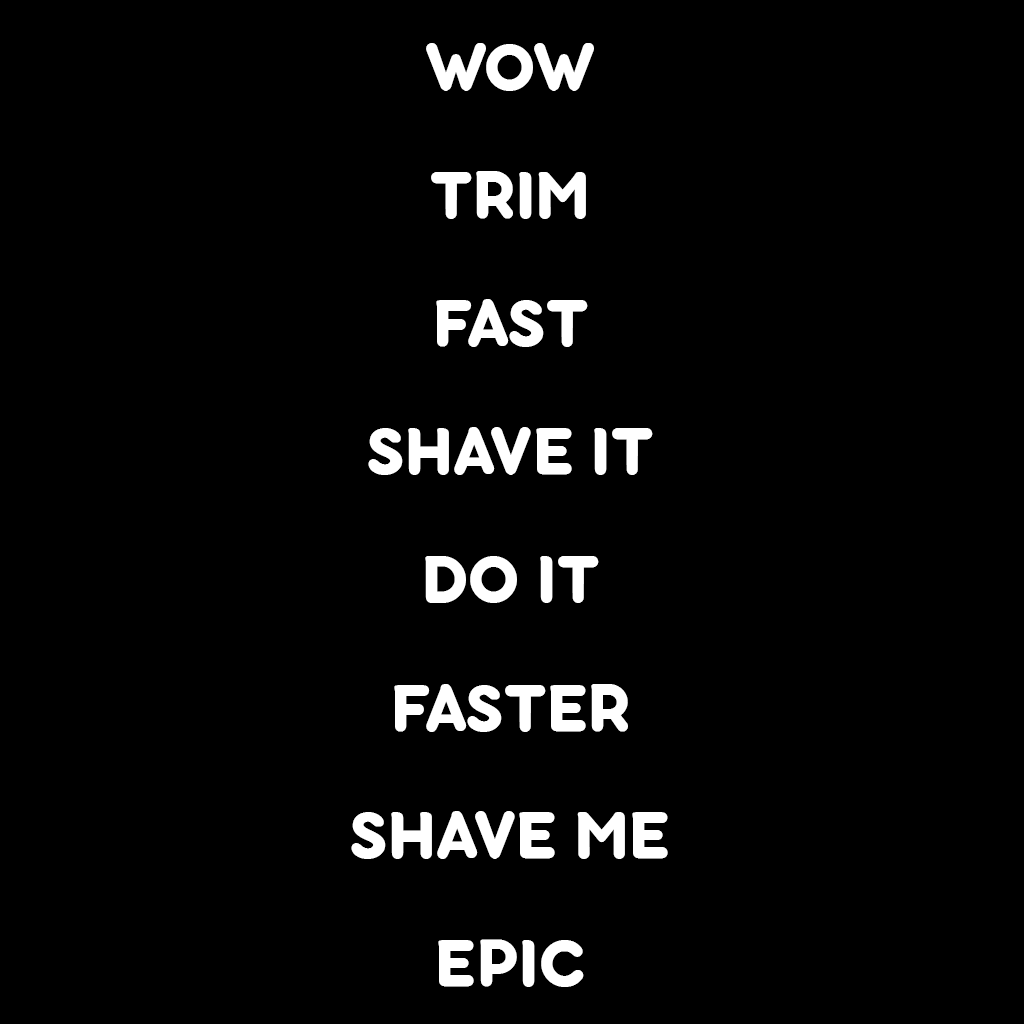 WOW
TRIM
FAST
SHAVE IT
DO IT
FASTER
SHAVE ME
EPIC